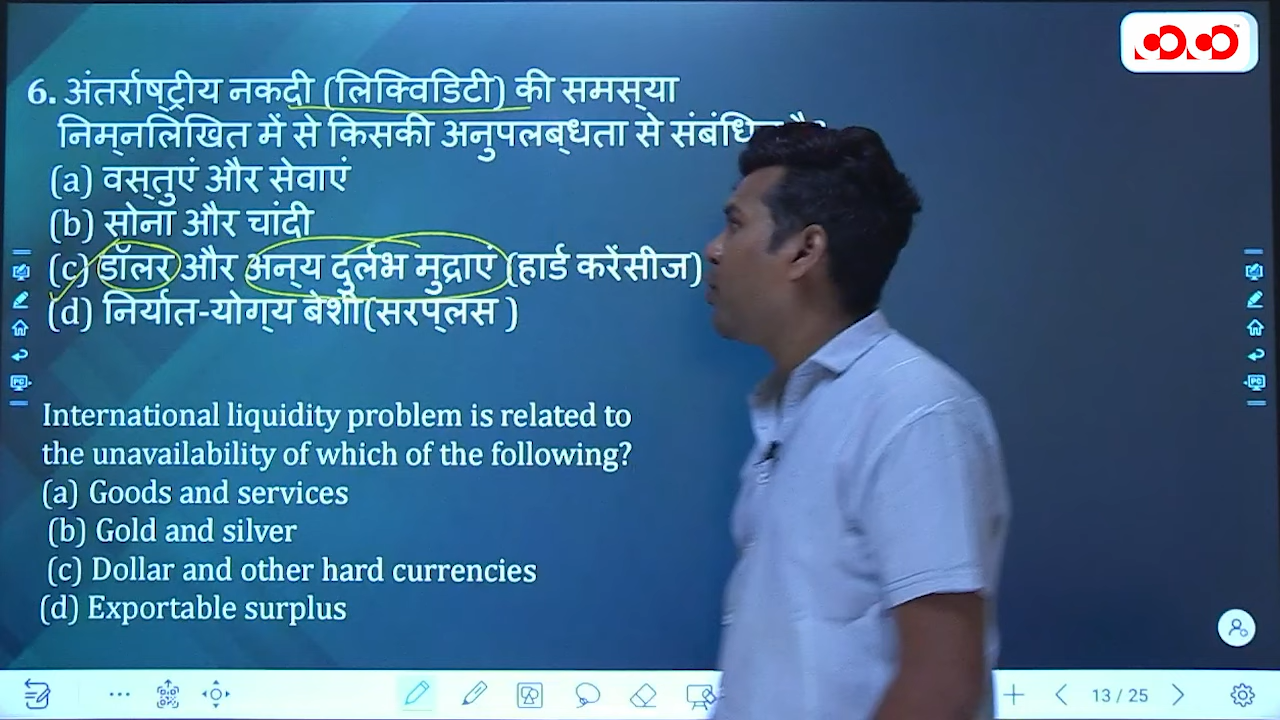 6. अंतर्राष्ट्रीय नकदी (लिक्विडिटी) की समस्या
निम्नलिखित में से किसकी अनुपलब्धता से
(a) वस्तुएं और सेवाएं
(b) सोना और चांदी
(c) डॉलर और अन्य दुर्लभ मुद्राएं (हार्ड करेंसीज)
(d) निर्यात-योग्य बेशी(सरप्लस )
International liquidity problem is related to
the unavailability of which of the following?
(a) Goods and services
(b) Gold and silver
(c) Dollar and other hard currencies
(d) Exportable surplus
13 / 25